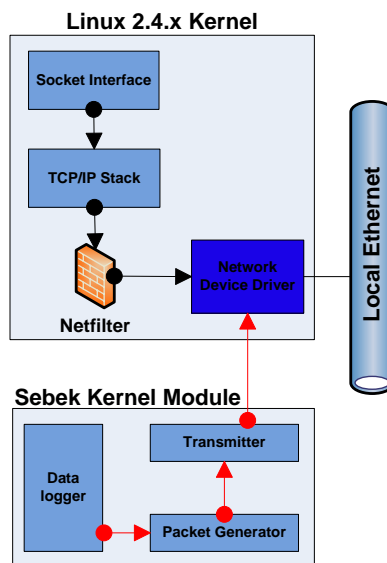 Linux 2.4.x Kernel
Socket Interface
TCP/IP Stack
Netfilter
Network
Device Driver
Local Ethernet
Sebek Kernel Module
Data
logger
Transmitter
Packet Generator